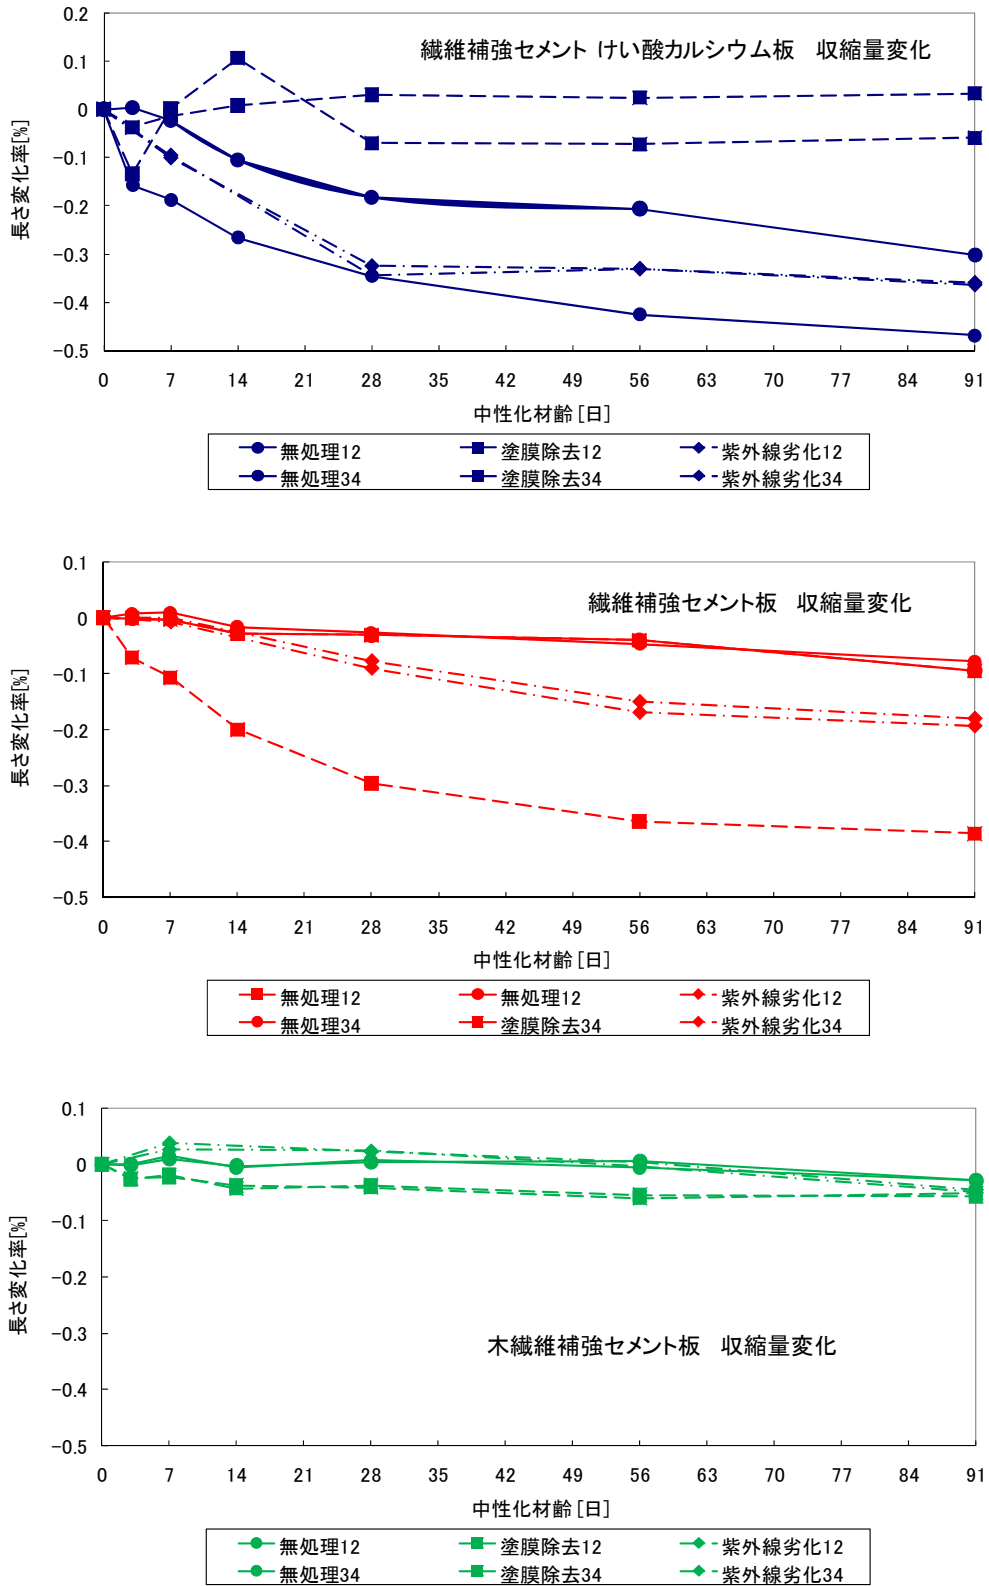 繊維補強セメント けい酸カルシウム板　収縮量変化
長さ変化率[%]
0.2
0.1
0
-0.1
-0.2
-0.3
-0.4
-0.5
0 7 14 21 28 35 42 49 56 63 70 77 84 91
中性化材齢[日]
無処理12 塗膜除去12 紫外線劣化12
無処理34 塗膜除去34 紫外線劣化34
繊維補強セメント板　収縮量変化
長さ変化率[%]
0.1
0
-0.1
-0.2
-0.3
-0.4
-0.5
0 7 14 21 28 35 42 49 56 63 70 77 84 91
中性化材齢[日]
無処理12 無処理12 紫外線劣化12
無処理34 塗膜除去34 紫外線劣化34
長さ変化率[%]
0.1
0
-0.1
-0.2
-0.3
-0.4
-0.5
木繊維補強セメント板　収縮量変化
0 7 14 21 28 35 42 49 56 63 70 77 84 91
中性化材齢[日]
無処理12 塗膜除去12 紫外線劣化12
無処理34 塗膜除去34 紫外線劣化34